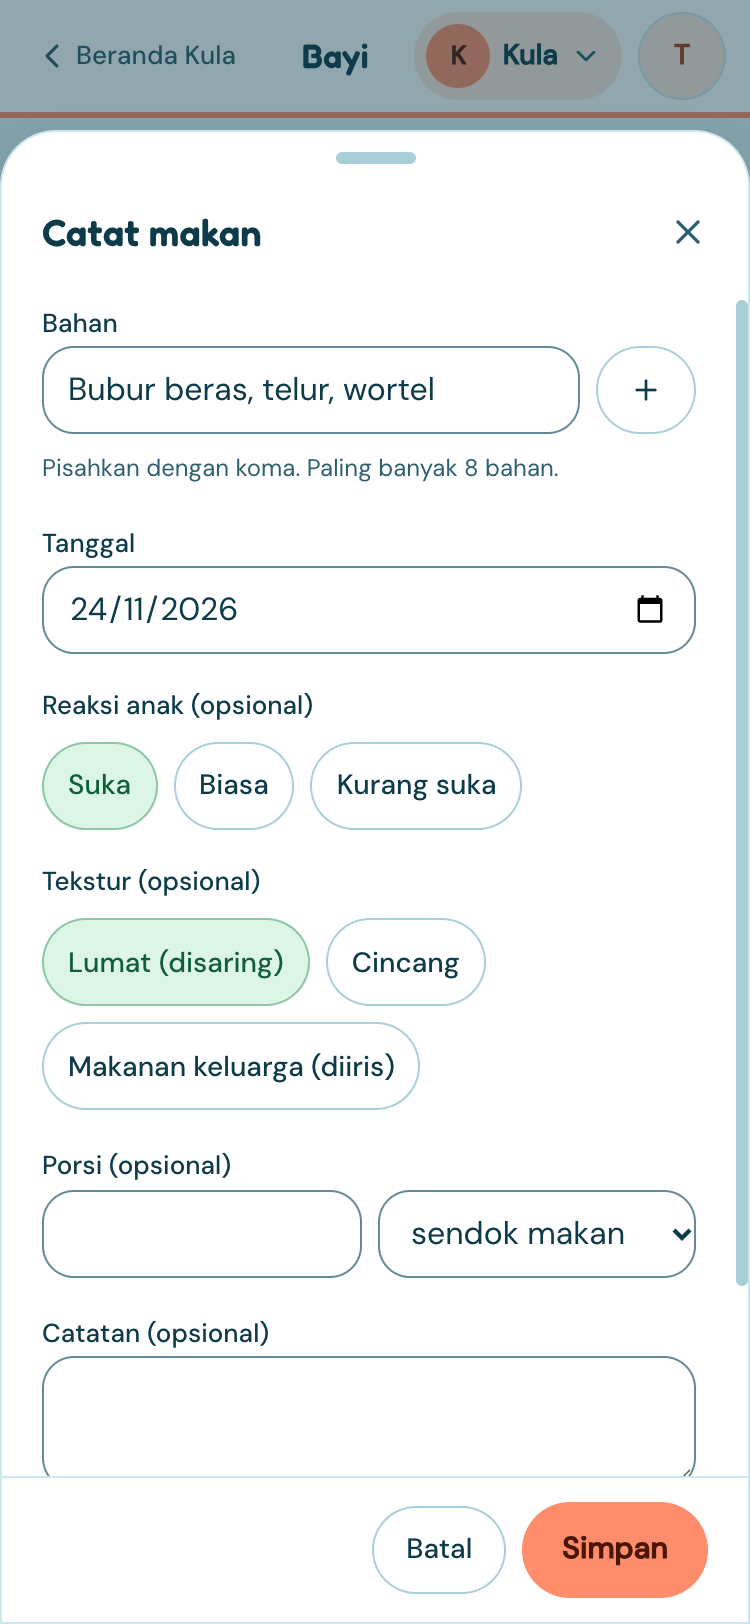 Beranda Kula
Bayi
K
Kula
T
Catat makan
Bahan
Bubur beras, telur, wortel
Pisahkan dengan koma. Paling banyak 8 bahan.
Tanggal
24/11/2026
Reaksi anak (opsional)
Suka
Biasa
Kurang suka
Tekstur (opsional)
Lumat (disaring)
Cincang
Makanan keluarga (diiris)
Porsi (opsional)
sendok makan
Catatan (opsional)
Batal
Simpan